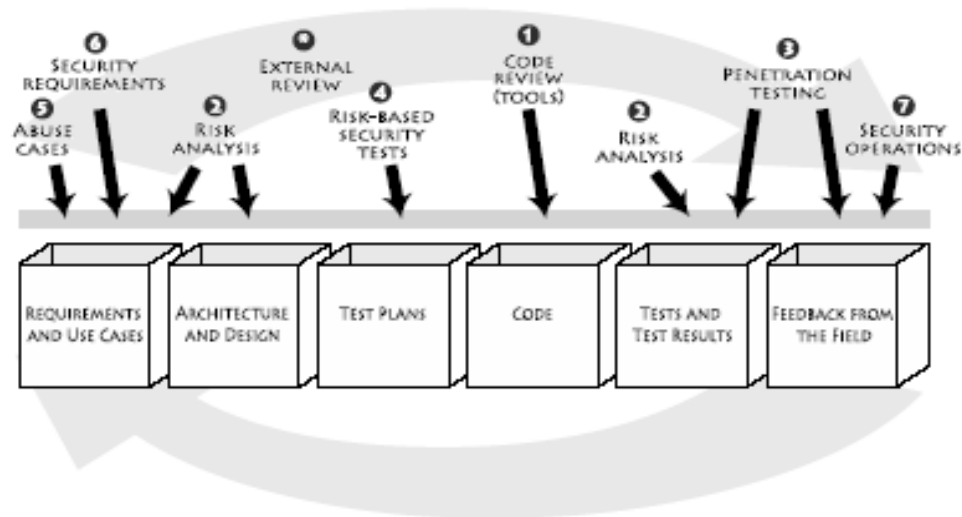 6
SECURITY
REQUIREMENTS
5
ABUSE
CASES
2
RISK
ANALYSIS
*
EXTERNAL
REVIEW
4
RISK-BASED
SECURITY
TESTS
1
CODE
REVIEW
(TOOLS)
2
RISK
ANALYSIS
3
PENETRATION
TESTING
7
SECURITY
OPERATIONS
REQUIREMENTS
AND USE CASES
ARCHITECTURE
AND DESIGN
TEST PLANS
CODE
TESTS AND
TEST RESULTS
FEEDBACK FROM
THE FIELD